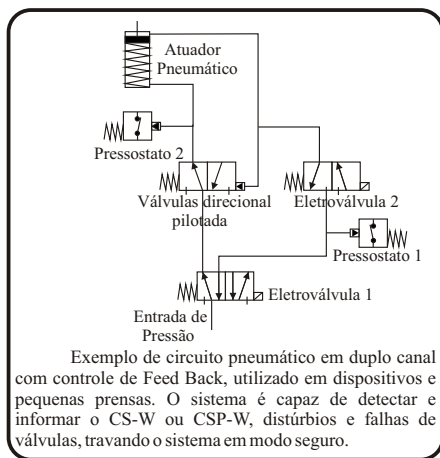 Atuador
Pneumático
Pressostato 2
Válvulas direcional
pilotada
Eletroválvula 2
Pressostato 1
Eletroválvula 1
Entrada de
Pressão
Exemplo de circuito pneumático em duplo canal
com controle de Feed Back, utilizado em dispositivos e
pequenas prensas. O sistema é capaz de detectar e
informar o CS-W ou CSP-W, distúrbios e falhas de
válvulas, travando o sistema em modo seguro.